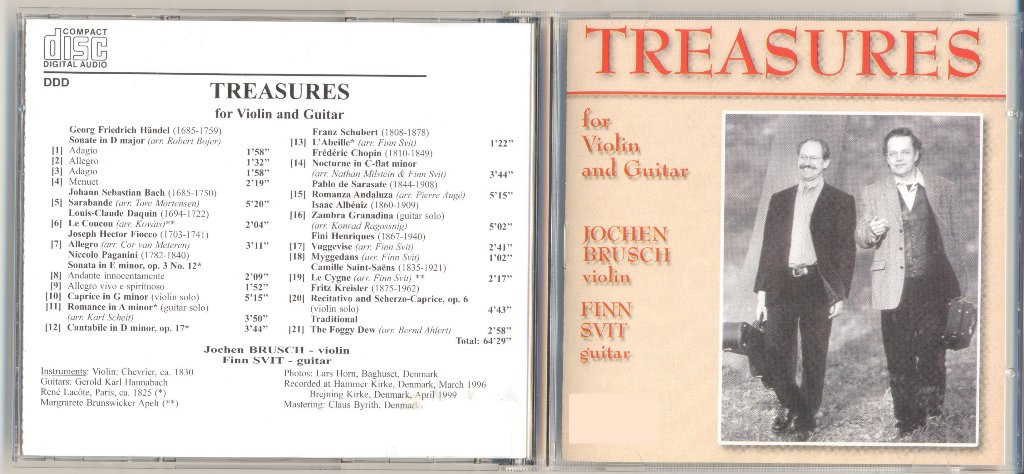 COMPACT
disc
DIGITAL AUDIO
DDD
TREASURES
for Violin and Guitar
Georg Friedrich Händel (1685-1759)
Sonate in D major (arr. Robert Bojer)
[1] Adagio 1'58"
[2] Allegro 1'32"
[3] Adagio 1'58"
[4] Menuet 2'19"
Johann Sebastian Bach (1685-1750)
[5] Sarabande (arr. Tore Mortensen) 5'20"
Louis-Claude Daquin (1694-1722)
[6] Le Coucou (arr. Kováts)** 2'04"
Joseph Hector Fiocco (1703-1741)
[7] Allegro (arr. Cor van Meteren) 3'11"
Niccolo Paganini (1782-1840)
Sonata in E minor, op. 3 No. 12*
[8] Andante innocentemente 2'09"
[9] Allegro vivo e spirituoso 1'52"
[10] Caprice in G minor (violin solo) 5'15"
[11] Romance in A minor* (guitar solo)
(arr. Karl Scheit) 3'50"
[12] Cantabile in D minor, op. 17* 3'44"
Franz Schubert (1808-1878)
[13] L'Abeille* (arr. Finn Svit) 1'22"
Frédéric Chopin (1810-1849)
[14] Nocturne in C-flat minor
(arr. Nathan Milstein & Finn Svit) 3'44"
Pablo de Sarasate (1844-1908)
[15] Romanza Andaluza (arr. Pierre Augé) 5'15"
Isaac Albéniz (1860-1909)
[16] Zambra Granadina (guitar solo)
(arr. Konrad Ragossnig) 5'02"
Fini Henriques (1867-1940)
[17] Vuggevise (arr. Finn Svit) 2'41"
[18] Myggedans (arr. Finn Svit) 1'02"
Camille Saint-Saëns (1835-1921)
[19] Le Cygne (arr. Finn Svit) ** 2'17"
Fritz Kreisler (1875-1962)
[20] Recitativo and Scherzo-Caprice, op. 6
(violin solo) 4'43"
Traditional
[21] The Foggy Dew (arr. Bernd Ahlert) 2'58"
Total: 64'29"
Jochen BRUSCH - violin
Finn SVIT - guitar
Instruments: Violin: Chevrier, ca. 1830
Guitars: Gerold Karl Hannabach
René Lacôte, Paris, ca. 1825 (*)
Margrurete Brunswicker Apelt (**)
Photos: Lars Horn, Baghuset, Denmark
Recorded at Hammer Kirke, Denmark, March 1996
Brejning Kirke, Denmark, April 1999
Mastering: Claus Byrith, Denmark
TREASURES
for
Violin
and Guitar
JOCHEN
BRUSCH
violin
FINN
SVIT
guitar